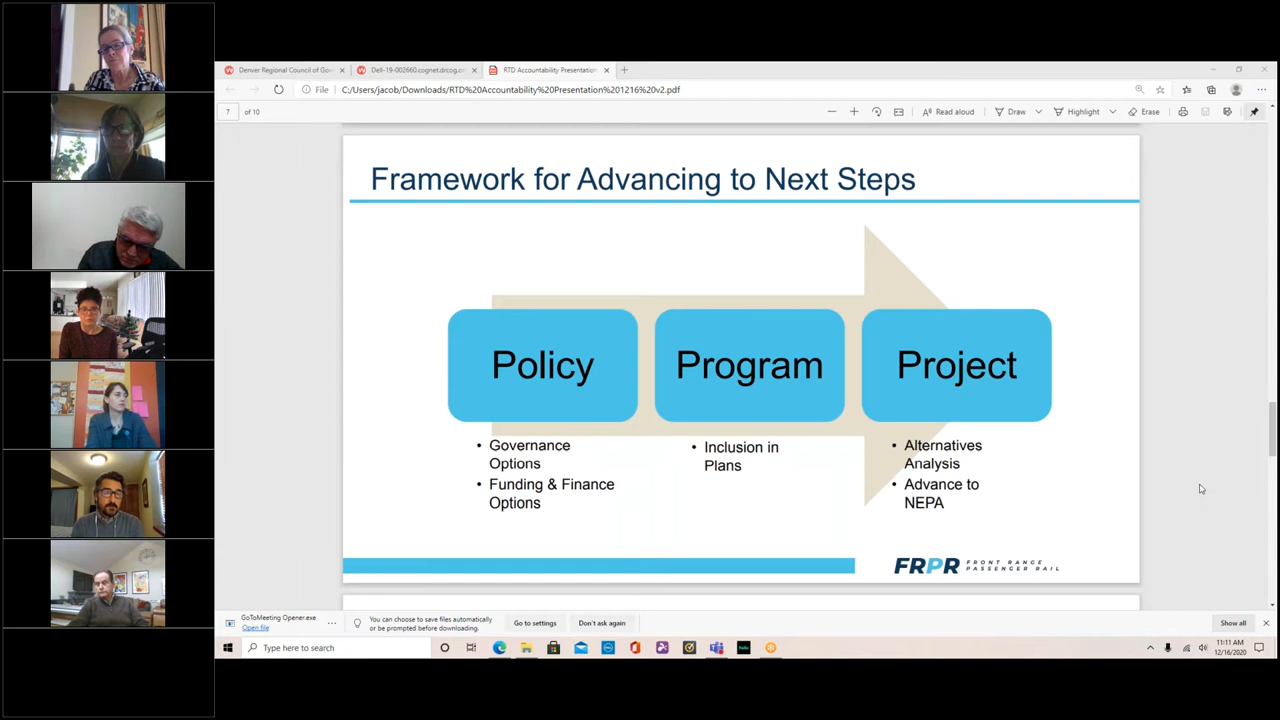 Denver Regional Council of Gov
Dell-19-002660.cognet.drcog.or
RTD Accountability Presentation
File
C:/Users/jacob/Downloads/RTD%20Accountability%20Presentation%201216%20v2.pdf
7
of 10
Read aloud
Draw
Highlight
Erase
Framework for Advancing to Next Steps
Policy
Program
Project
• Governance
Options
• Funding & Finance
Options
• Inclusion in
Plans
• Alternatives
Analysis
• Advance to
NEPA
FRPR
FRONT RANGE
PASSENGER RAIL
GoToMeeting Opener.exe
Open file
You can choose to save files automatically
or be prompted before downloading.
Go to settings
Don't ask again
Show all
Type here to search
11:11 AM
12/16/2020